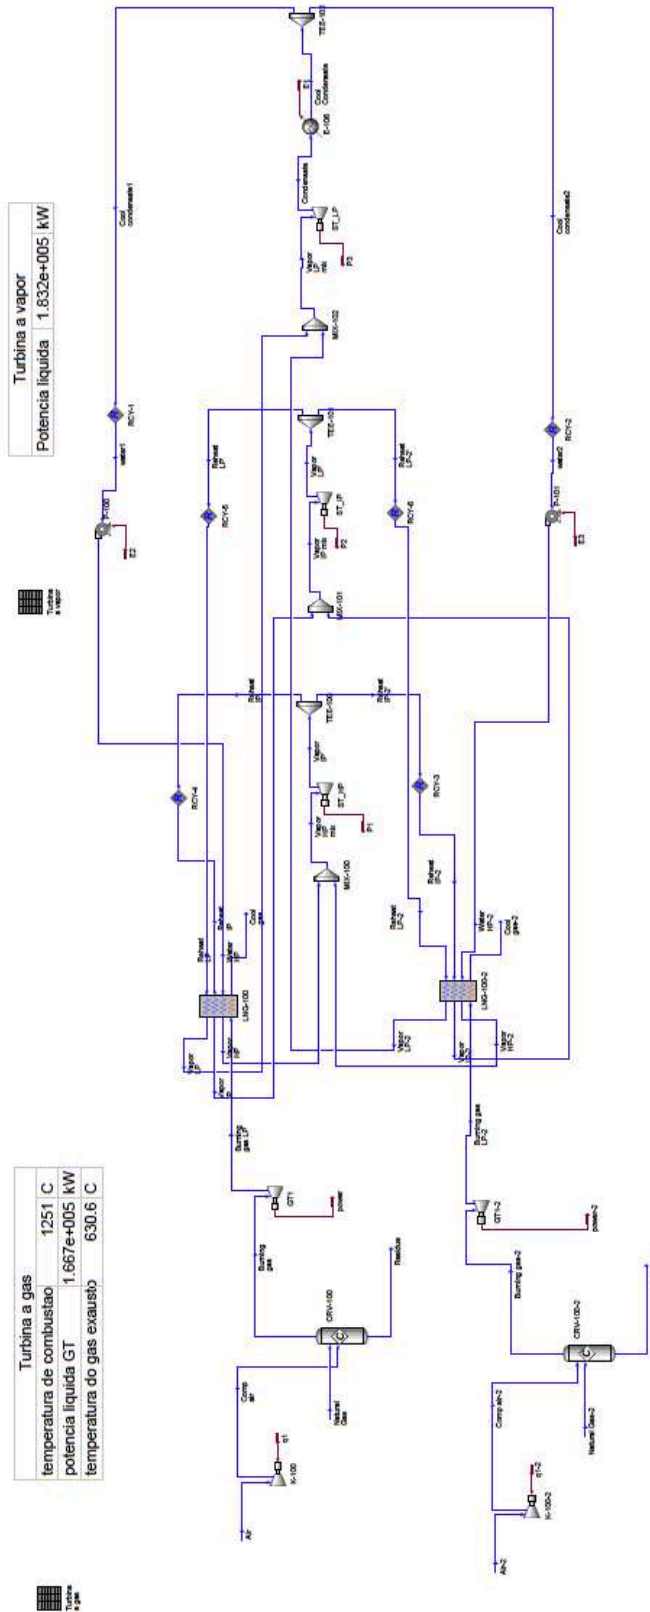 Turbina a gas
temperatura de combustao 1251 C
potencia liquida GT 1.667e+005 kW
temperatura do gas exausto 630.6 C
Turbina a gas
Turbina a vapor
Potencia liquida 1.832e+005 kW
Turbina a vapor
Air
K-100
q1
Comp air
Natural Gas
CRV-100
Residue
Burning gas
GT1
power
Burning gas LP
Vapor LP
Vapor IP
Vapor HP
LNG-100
Reheat LP
Reheat IP
Water HP
Cool gas
RCY-4
Reheat IP
MIX-100
Vapor HP mix
ST_HP
P1
Vapor IP
TEE-100
Reheat IP-2'
RCY-3
Reheat IP-2
RCY-5
Reheat LP
MIX-101
Vapor IP mix
ST_IP
P2
Vapor LP
TEE-101
Reheat LP-2'
RCY-6
Reheat LP-2
MIX-102
Vapor LP mix
ST_LP
P3
Condensate
E-106
E1
Cool Condensate
TEE-102
Cool condensate1
RCY-1
water1
P-100
E2
Cool condensate2
RCY-2
water2
P-101
E3
Air-2
K-100-2
q1-2
Comp air-2
Natural Gas-2
CRV-100-2
Burning gas-2
GT1-2
power-2
Burning gas LP-2
Vapor LP-2
Vapor HP-2
LNG-100-2
Water HP-2
Cool gas-2